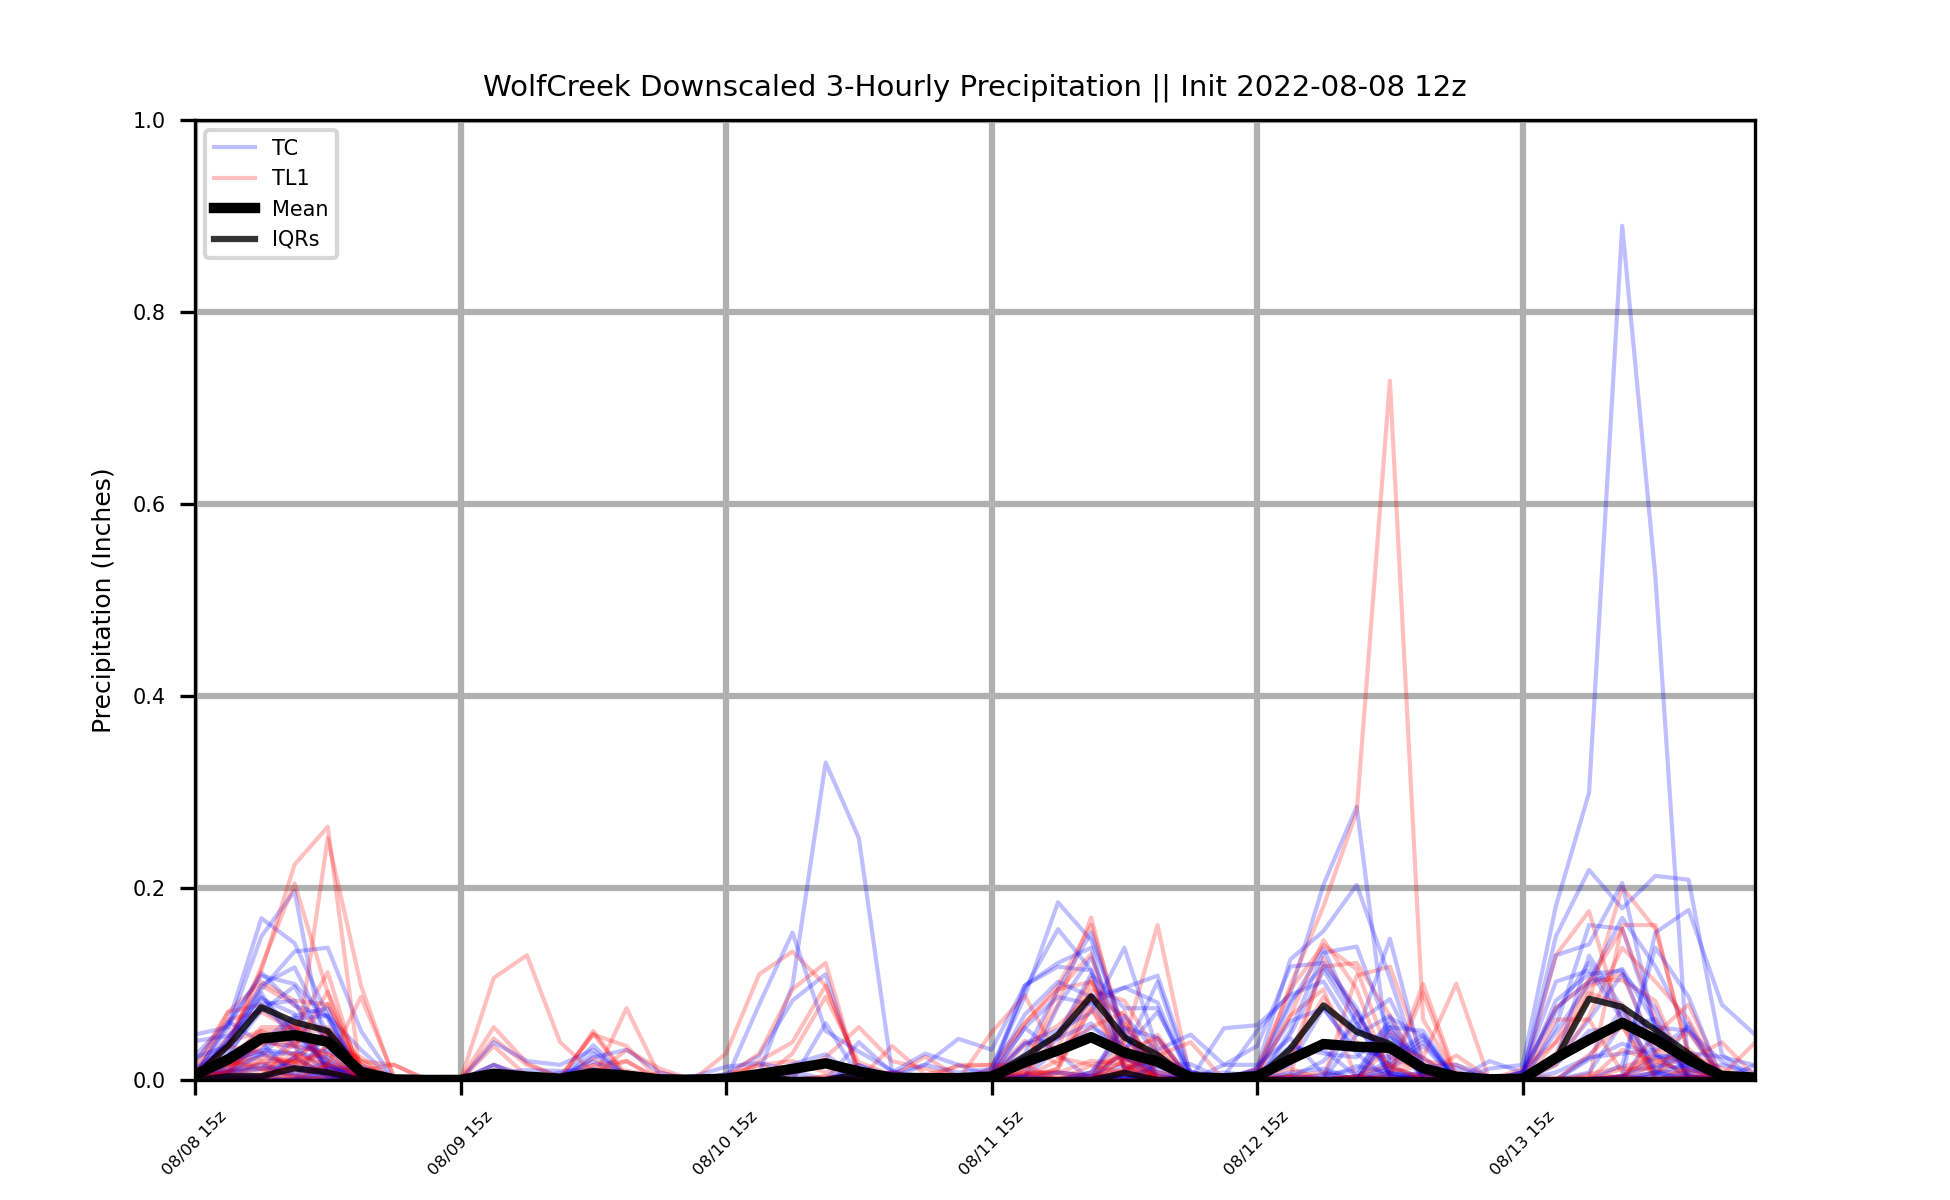 WolfCreek Downscaled 3-Hourly Precipitation || Init 2022-08-08 12z
1.0
0.8
0.6
0.4
0.2
0.0
Precipitation (Inches)
TC
TL1
Mean
IQRs
08/08 15z
08/09 15z
08/10 15z
08/11 15z
08/12 15z
08/13 15z